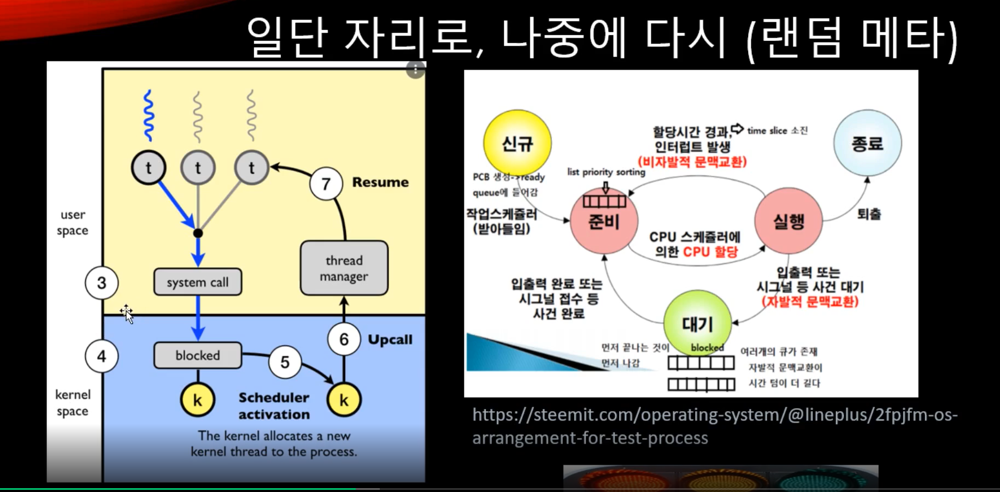 일단 자리로, 나중에 다시 (랜덤 메타)
t
t
t
7
Resume
user
space
thread
manager
3
system call
6
Upcall
4
blocked
5
kernel
space
k
Scheduler
activation
k
The kernel allocates a new
kernel thread to the process.
신규
할당시간 경과,
인터럽트 발생
(비자발적 문맥교환)
time slice 소진
종료
PCB 생성->ready
queue에 들어감
list priority sorting
작업스케쥴러
(받아들임)
준비
실행
퇴출
CPU 스케쥴러에
의한 CPU 할당
입출력 완료 또는
시그널 접수 등
사건 완료
입출력 또는
시그널 등 사건 대기
(자발적 문맥교환)
대기
먼저 끝나는 것이
먼저 나감
blocked
여러개의 큐가 존재
자발적 문맥교환이
시간 텀이 더 길다
https://steemit.com/operating-system/@lineplus/2fpjfm-os-
arrangement-for-test-process